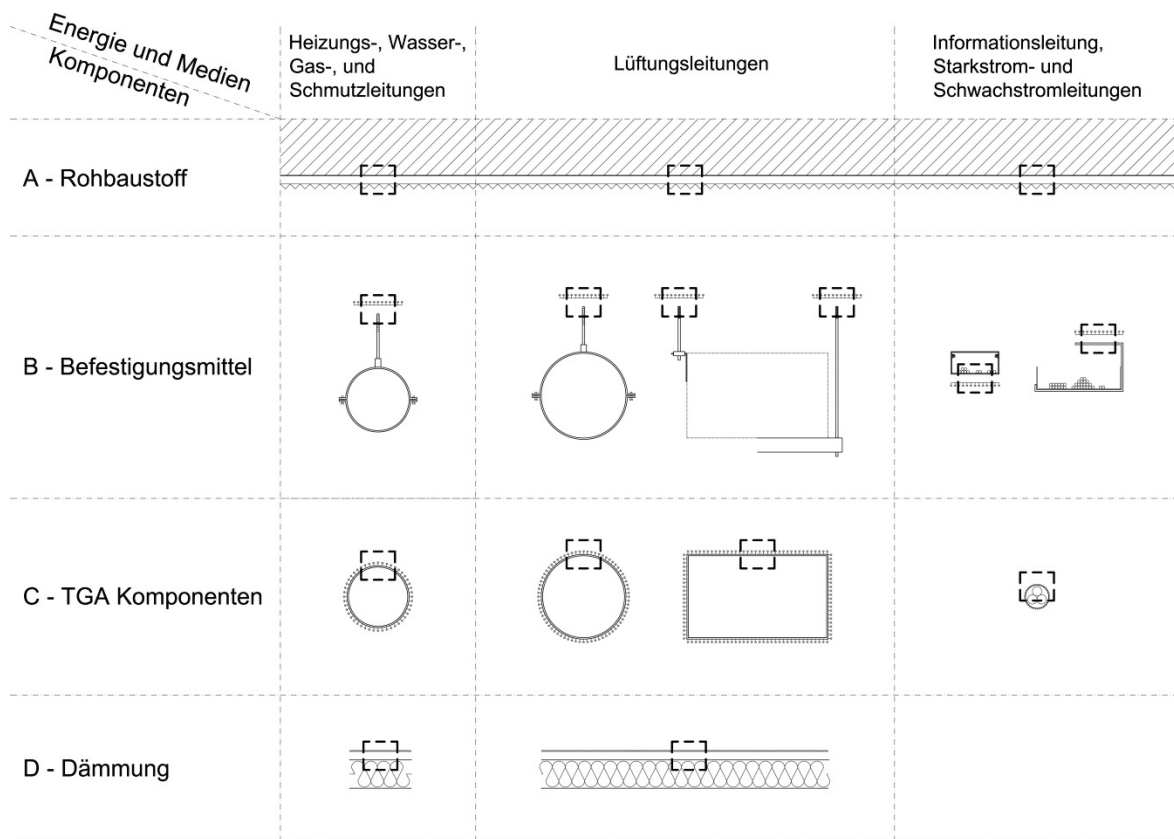 Energie und Medien
Komponenten
Heizungs-, Wasser-,
Gas-, und
Schmutzleitungen
Lüftungsleitungen
Informationsleitung,
Starkstrom- und
Schwachstromleitungen
A - Rohbaustoff
B - Befestigungsmittel
C - TGA Komponenten
D - Dämmung